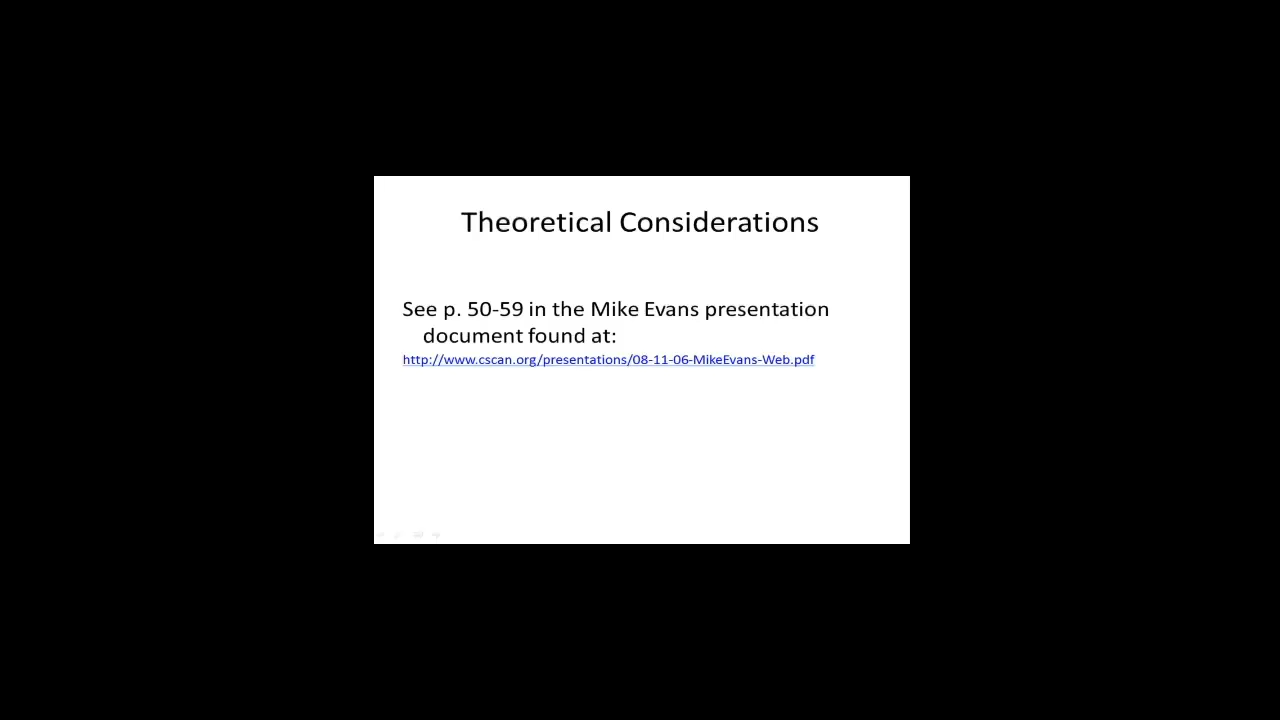 Theoretical Considerations
See p. 50-59 in the Mike Evans presentation
document found at:
http://www.cscan.org/presentations/08-11-06-MikeEvans-Web.pdf